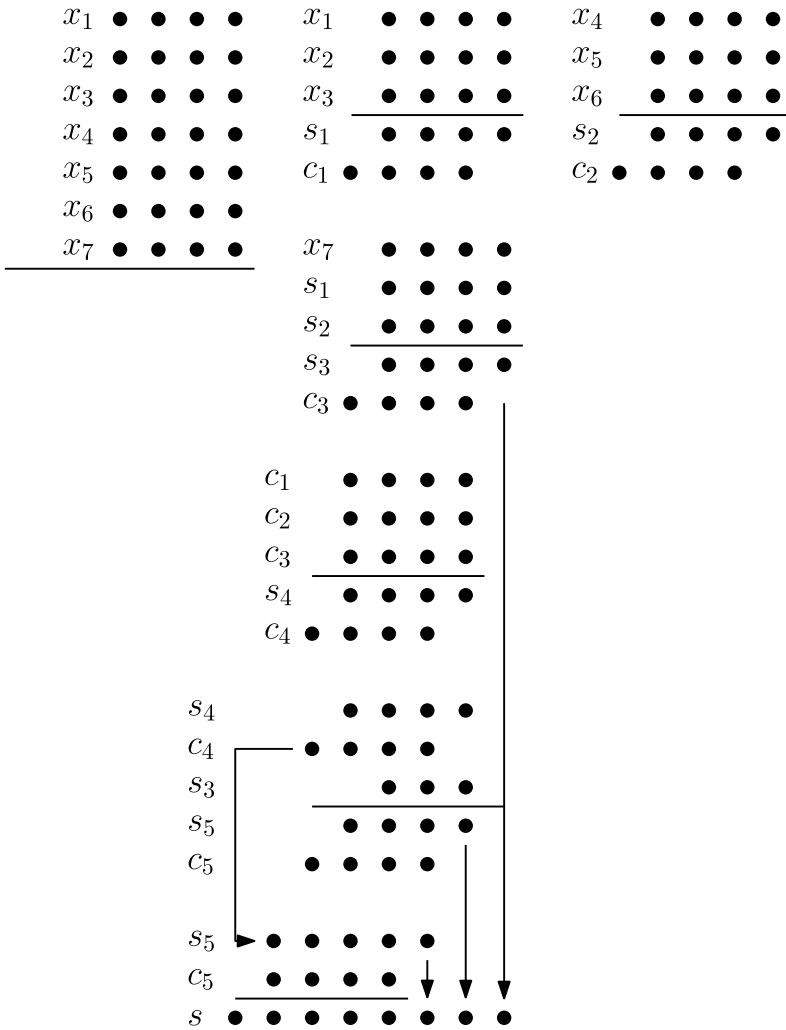 x₁ x₁ x₄
x₂ x₂ x₅
x₃ x₃ x₆
x₄ s₁ s₂
x₅ c₁ c₂
x₆
x₇ x₇
s₁
s₂
s₃
c₃
c₁
c₂
c₃
s₄
c₄
s₄
c₄
s₃
s₅
c₅
s₅
c₅
s